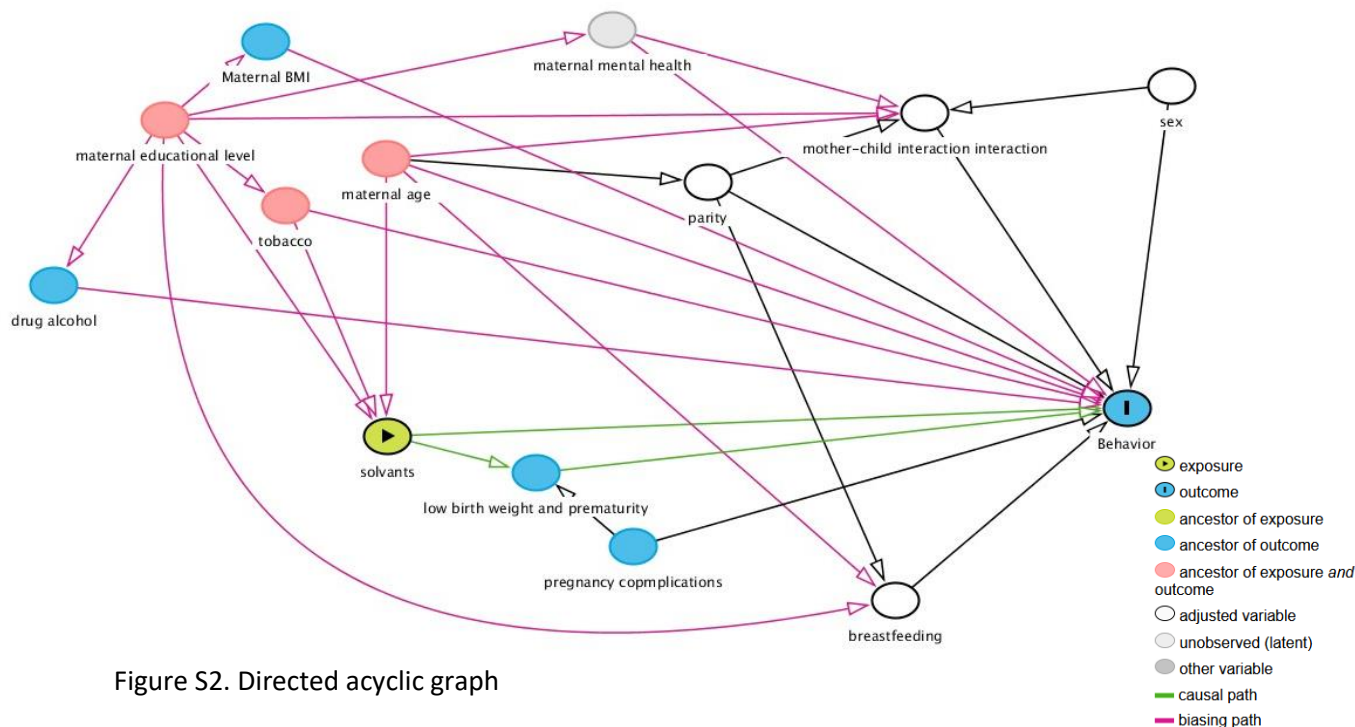 Maternal BMI
maternal mental health
sex
maternal educational level
mother-child interaction interaction
maternal age
parity
tobacco
drug alcohol
Behavior
solvants
low birth weight and prematurity
pregnancy copmplications
breastfeeding
exposure
outcome
ancestor of exposure
ancestor of outcome
ancestor of exposure and
outcome
adjusted variable
unobserved (latent)
other variable
causal path
biasing path
Figure S2. Directed acyclic graph